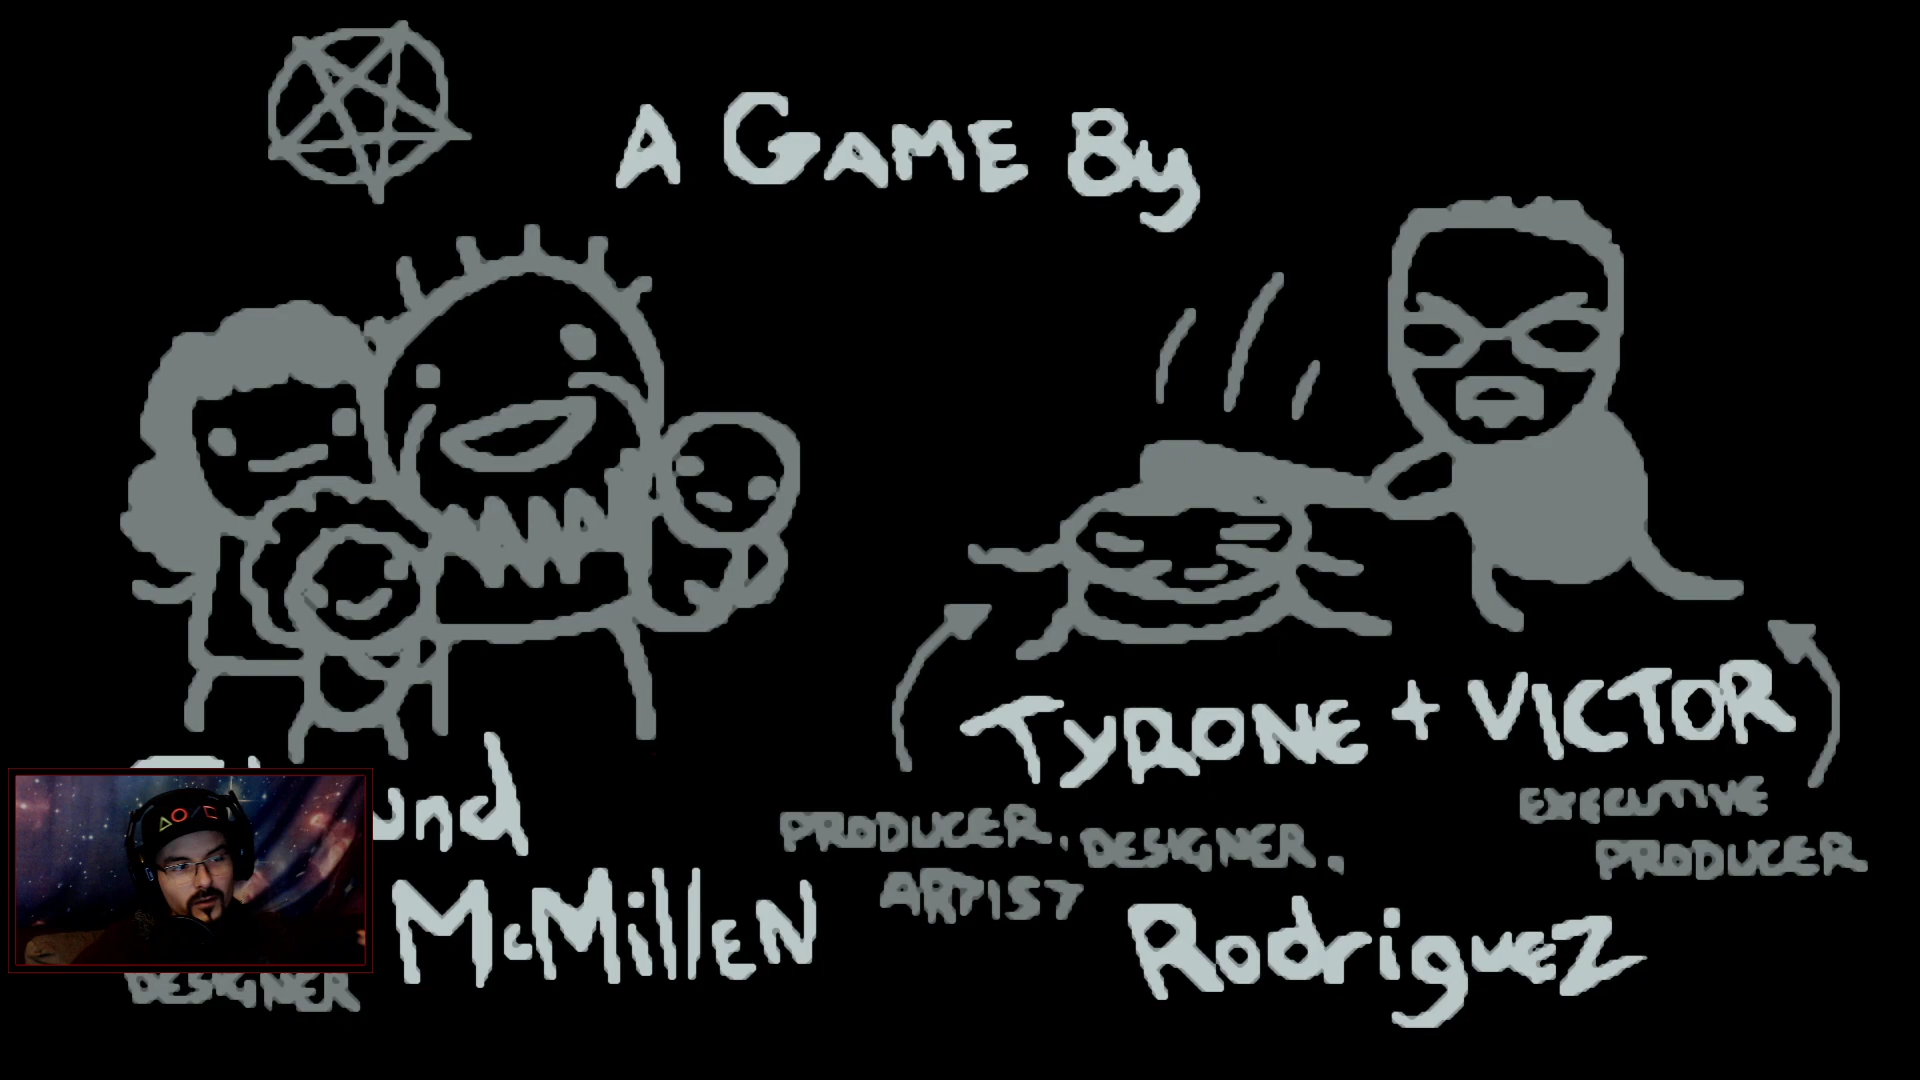 A GAME By
und
McMillEN
DESIGNER
TYRONE + VICTOR
PRODUCER, DESIGNER,
ARTIST
EXECUTIVE
PRODUCER
RodriguEZ